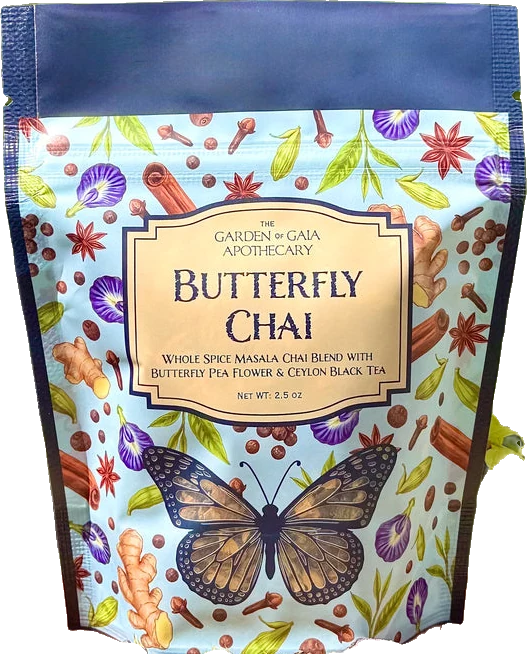 THE
GARDEN OF GAIA
APOTHECARY
BUTTERFLY
CHAI
WHOLE SPICE MASALA CHAI BLEND WITH
BUTTERFLY PEA FLOWER & CEYLON BLACK TEA
NET WT: 2.5 OZ